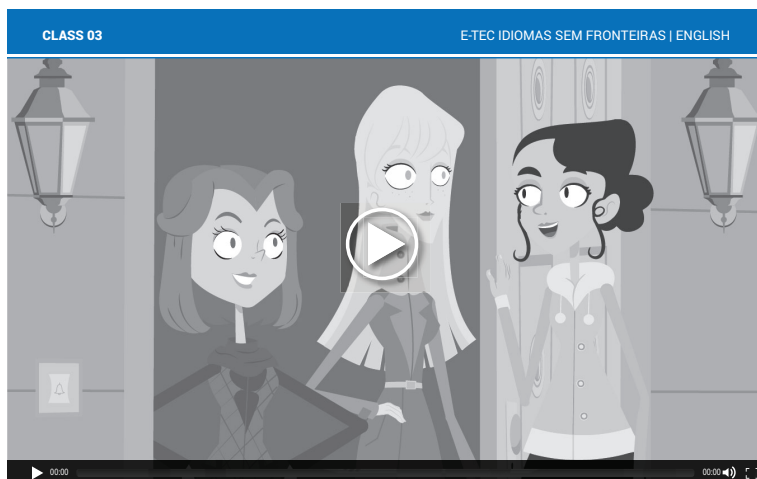 CLASS 03
E-TEC IDIOMAS SEM FRONTEIRAS | ENGLISH
00:00
00:00